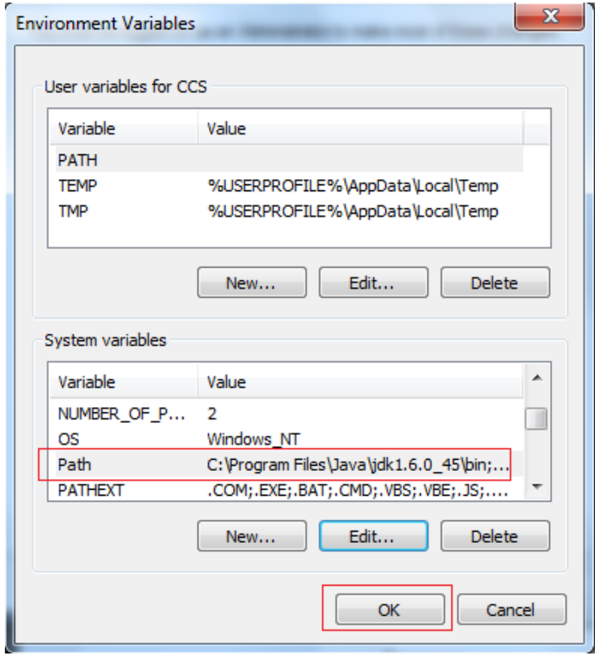 Environment Variables
User variables for CCS
Variable Value
PATH
TEMP %USERPROFILE%\AppData\Local\Temp
TMP %USERPROFILE%\AppData\Local\Temp
New... Edit... Delete
System variables
Variable Value
NUMBER_OF_P... 2
OS Windows_NT
Path C:\Program Files\Java\jdk1.6.0_45\bin;...
PATHEXT .COM;.EXE;.BAT;.CMD;.VBS;.VBE;.JS;....
New... Edit... Delete
OK Cancel